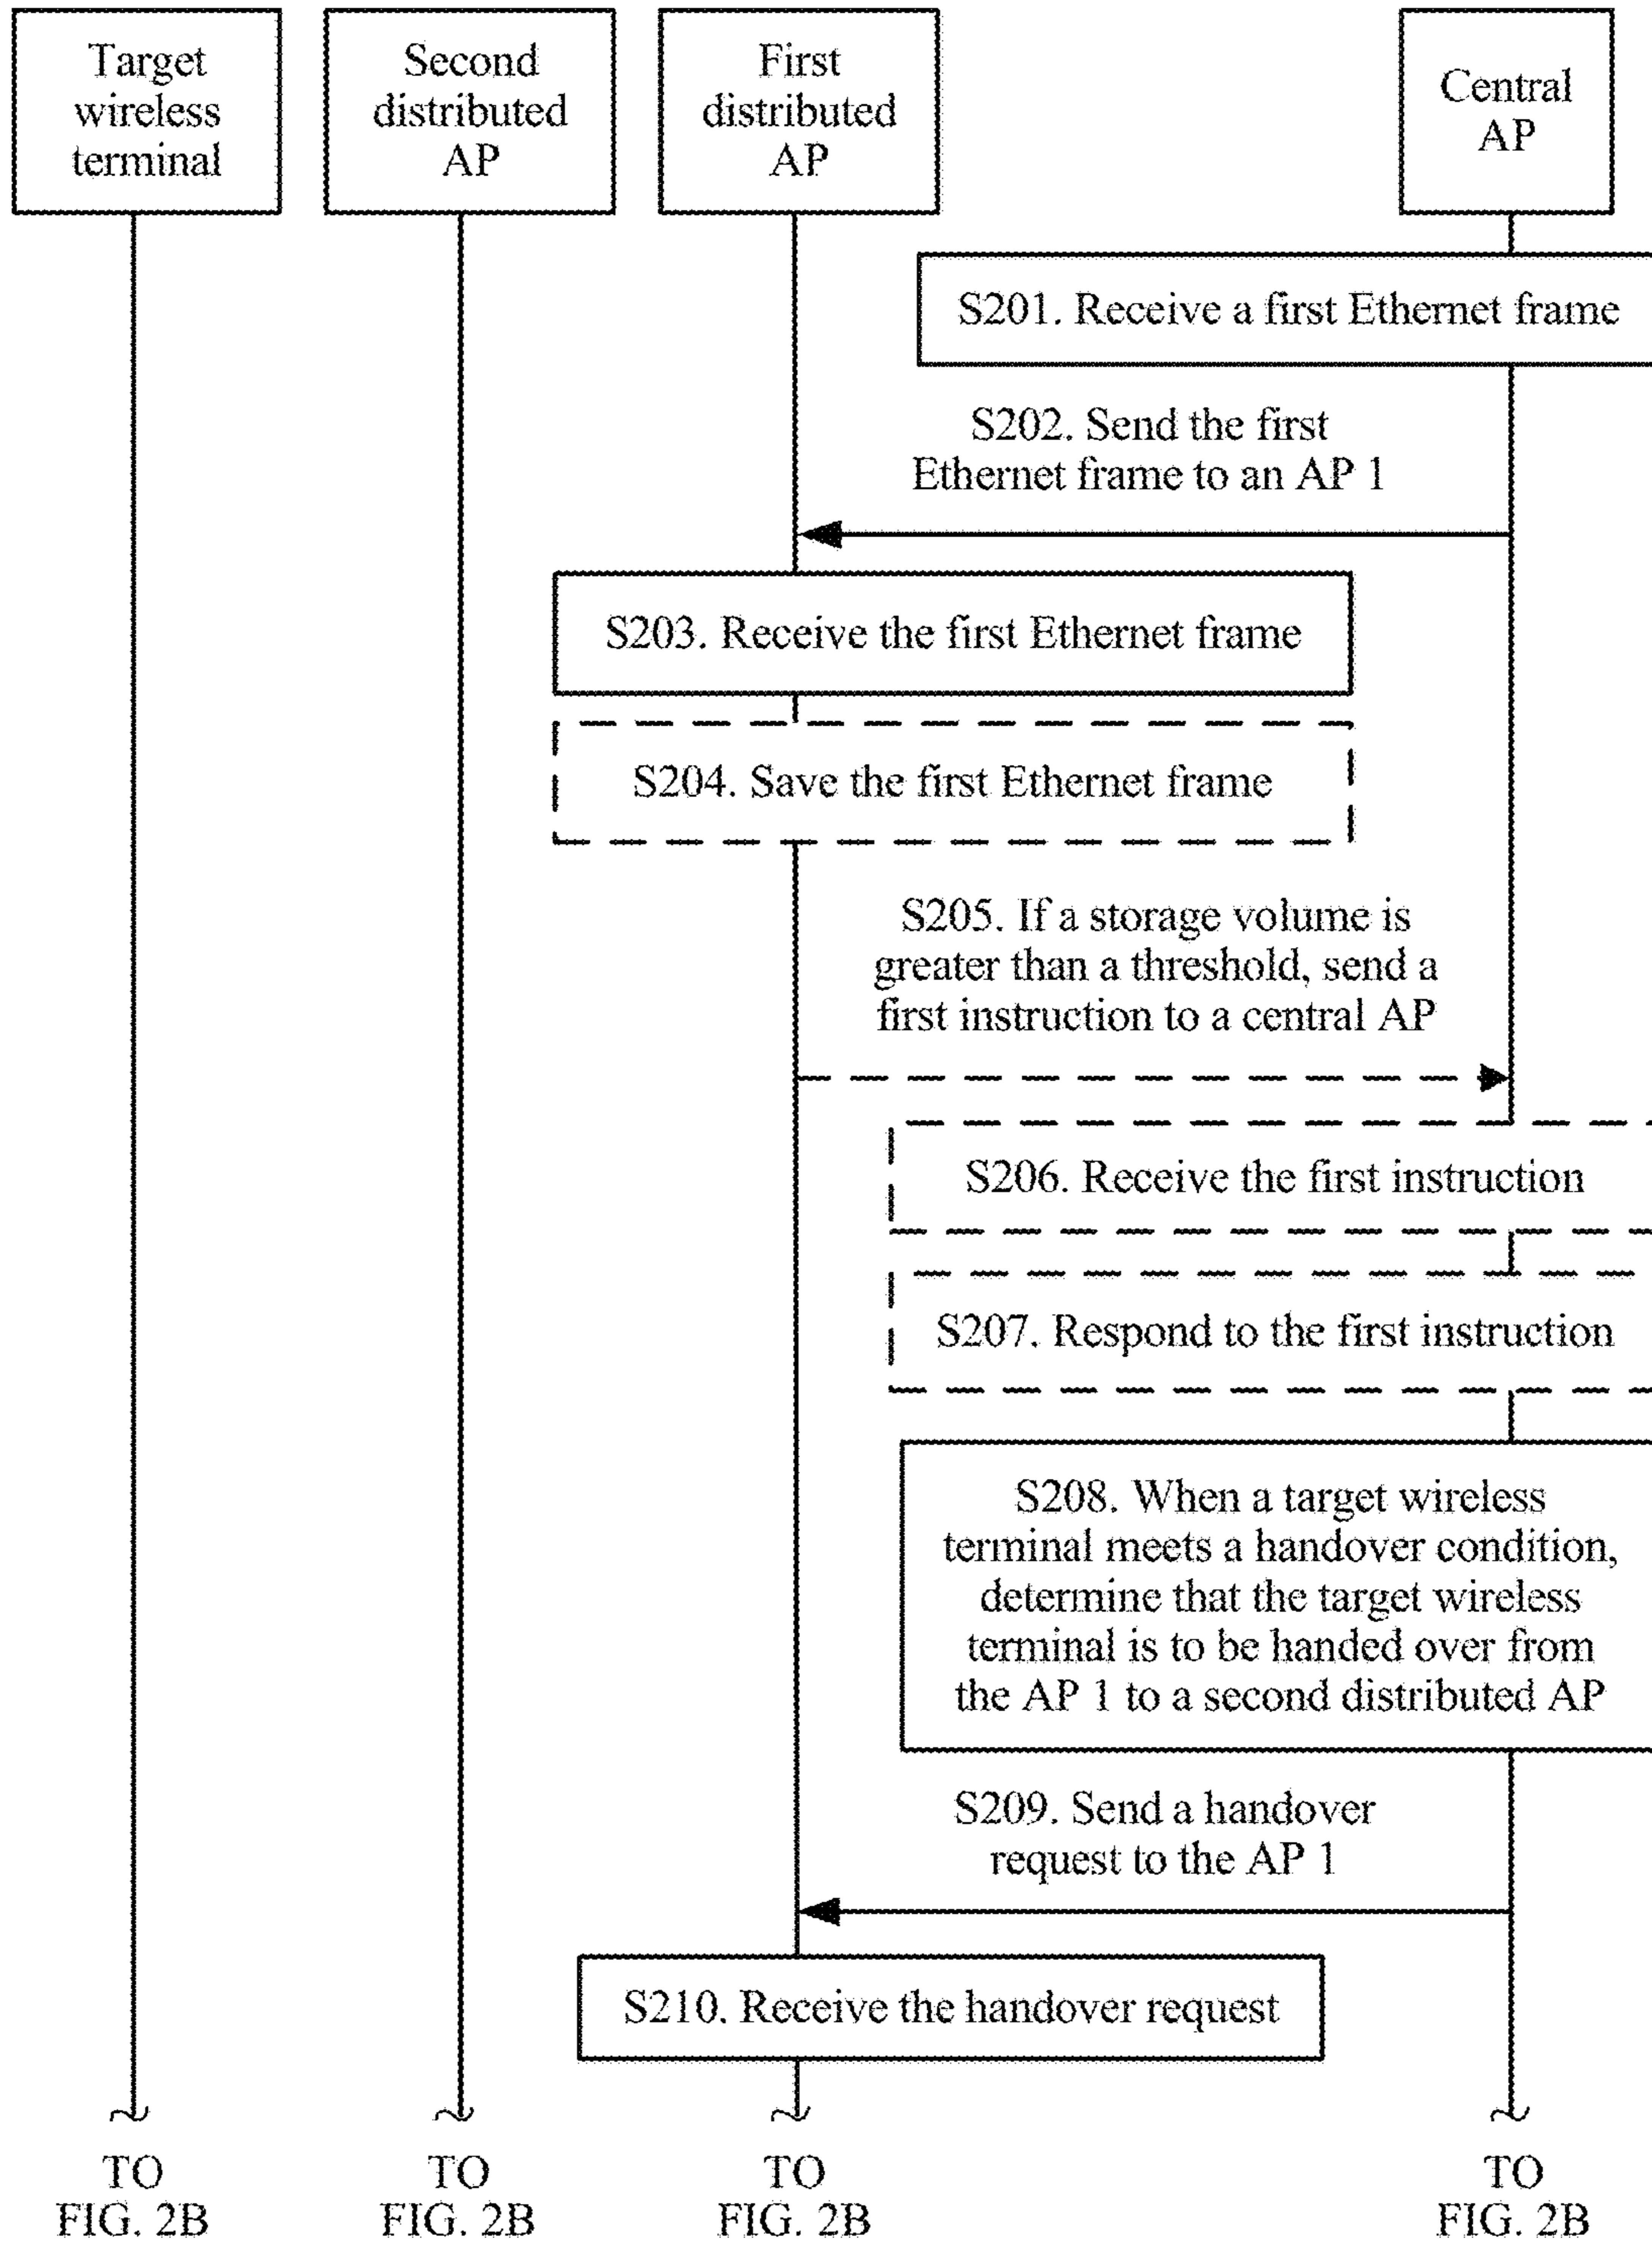 Target
wireless
terminal
Second
distributed
AP
First
distributed
AP
Central
AP
S201. Receive a first Ethernet frame
S202. Send the first
Ethernet frame to an AP 1
S203. Receive the first Ethernet frame
S204. Save the first Ethernet frame
S205. If a storage volume is
greater than a threshold, send a
first instruction to a central AP
S206. Receive the first instruction
S207. Respond to the first instruction
S208. When a target wireless
terminal meets a handover condition,
determine that the target wireless
terminal is to be handed over from
the AP 1 to a second distributed AP
S209. Send a handover
request to the AP 1
S210. Receive the handover request
TO
FIG. 2B
TO
FIG. 2B
TO
FIG. 2B
TO
FIG. 2B